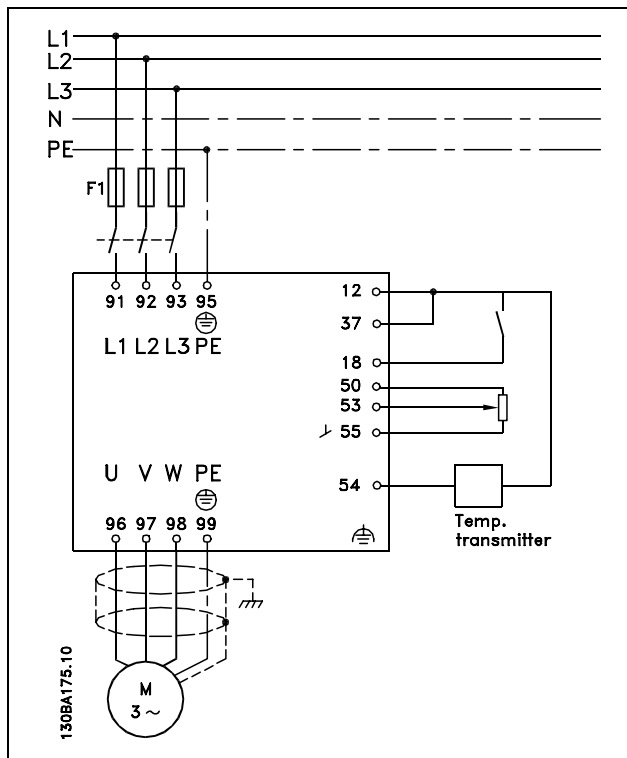 L1
L2
L3
N
PE
F1
91 92 93 95
L1 L2 L3 PE
12
37
18
50
53
55
54
Temp.
transmitter
U V W PE
96 97 98 99
M
3 ~
130BA175.10